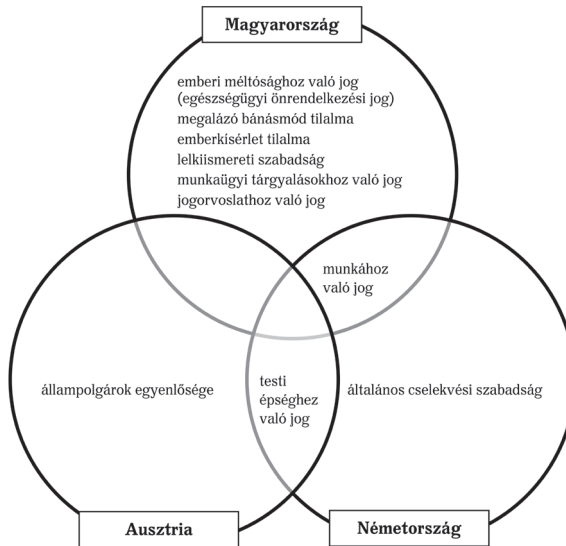 Magyarország
emberi méltósághoz való jog
(egészségügyi önrendelkezési jog)
megalázó bánásmód tilalma
emberkisérlet tilalma
lelkiismereti szabadság
munkaügyi tárgyalásokhoz való jog
jogorvoslathoz való jog
munkához
való jog
állampolgárok egyenlősége
testi
épséghez
való jog
általános cselekvési szabadság
Ausztria
Németország